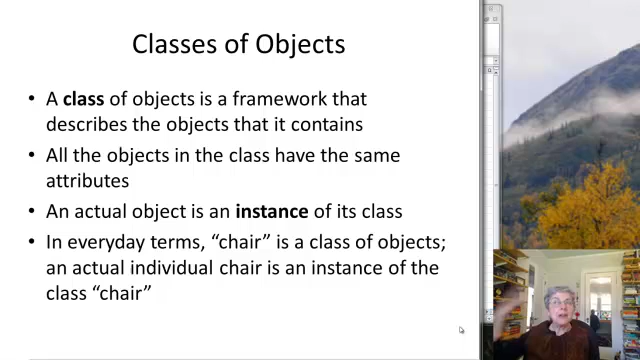 Classes of Objects
• A class of objects is a framework that
describes the objects that it contains
• All the objects in the class have the same
attributes
• An actual object is an instance of its class
• In everyday terms, “chair” is a class of objects;
an actual individual chair is an instance of the
class “chair”